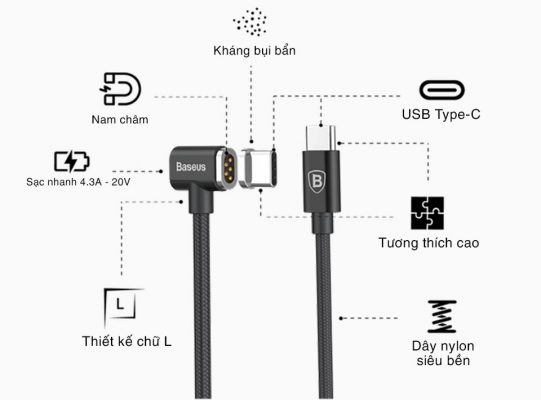 Kháng bụi bẩn
Nam châm
USB Type-C
Baseus
B
Sạc nhanh 4.3A - 20V
Tương thích cao
L
Thiết kế chữ L
Dây nylon
siêu bền